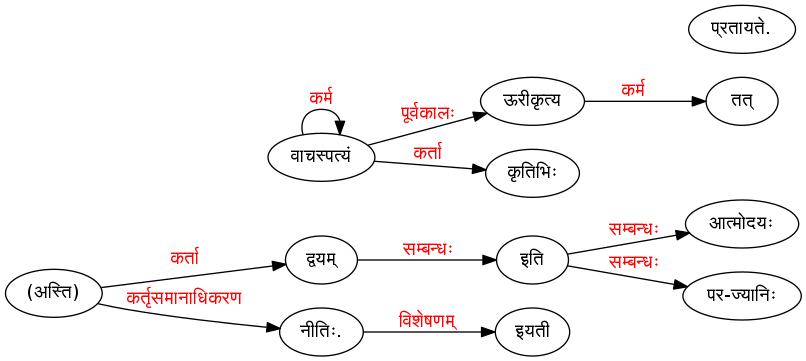 प्रतायते.
कर्म
वाचस्पत्यं
पूर्वकालः
ऊरीकृत्य
कर्म
तत्
कर्ता
कृतिभिः
(अस्ति)
कर्ता
द्वयम्
सम्बन्धः
इति
सम्बन्धः
आत्मोदयः
सम्बन्धः
पर-ज्यानिः
कर्तृसमानाधिकरण
नीतिः.
विशेषणम्
इयती